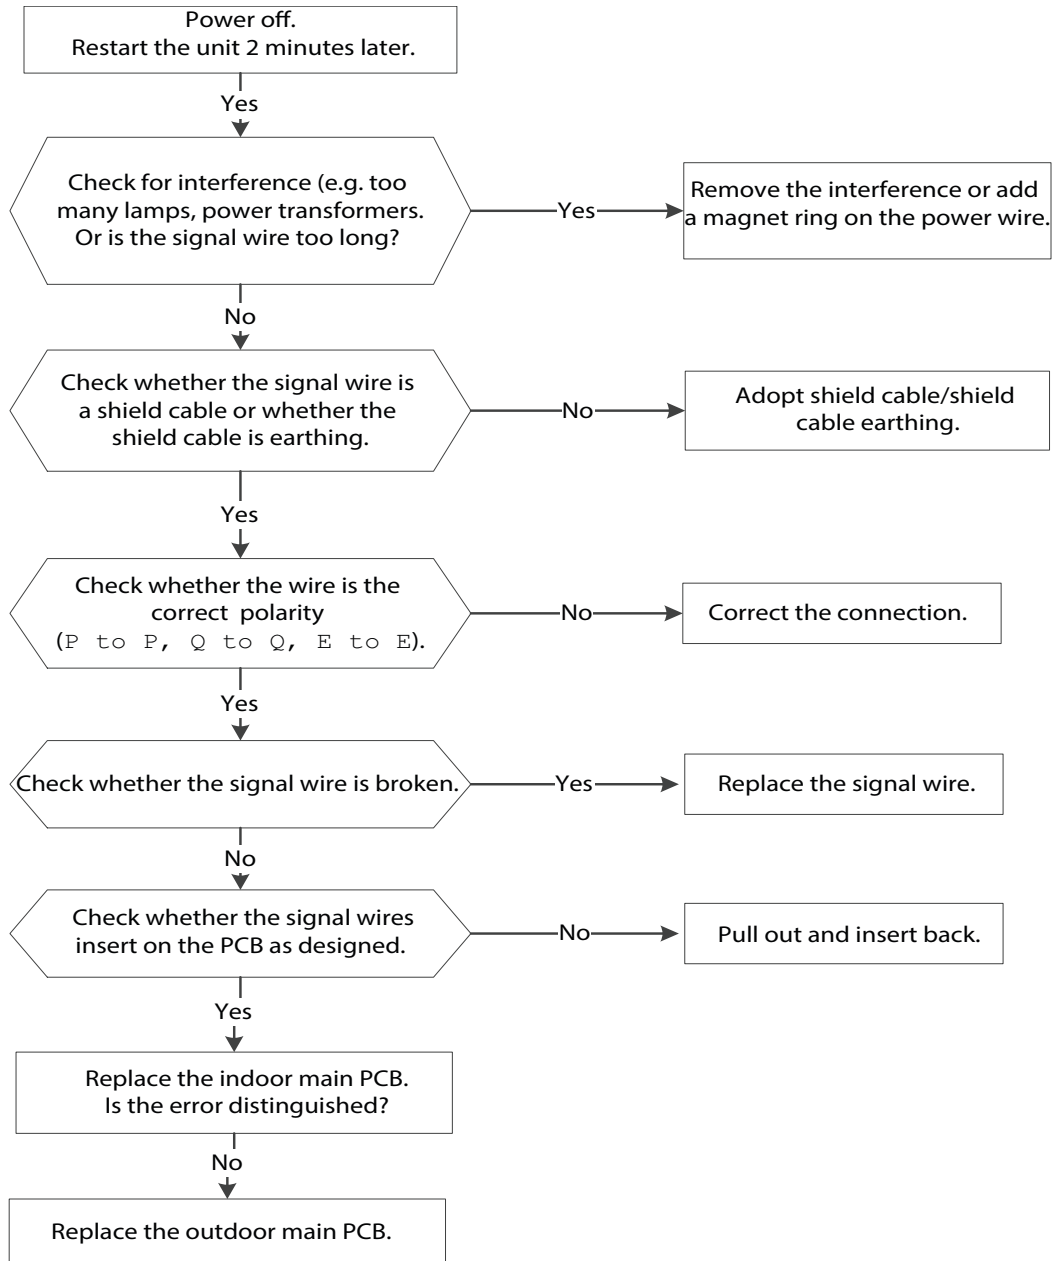 Power off.
Restart the unit 2 minutes later.
Yes
Check for interference (e.g. too
many lamps, power transformers.
Or is the signal wire too long?
Yes
Remove the interference or add
a magnet ring on the power wire.
No
Check whether the signal wire is
a shield cable or whether the
shield cable is earthing.
No
Adopt shield cable/shield
cable earthing.
Yes
Check whether the wire is the
correct polarity
(P to P, Q to Q, E to E).
No
Correct the connection.
Yes
Check whether the signal wire is broken.
Yes
Replace the signal wire.
No
Check whether the signal wires
insert on the PCB as designed.
No
Pull out and insert back.
Yes
Replace the indoor main PCB.
Is the error distinguished?
No
Replace the outdoor main PCB.